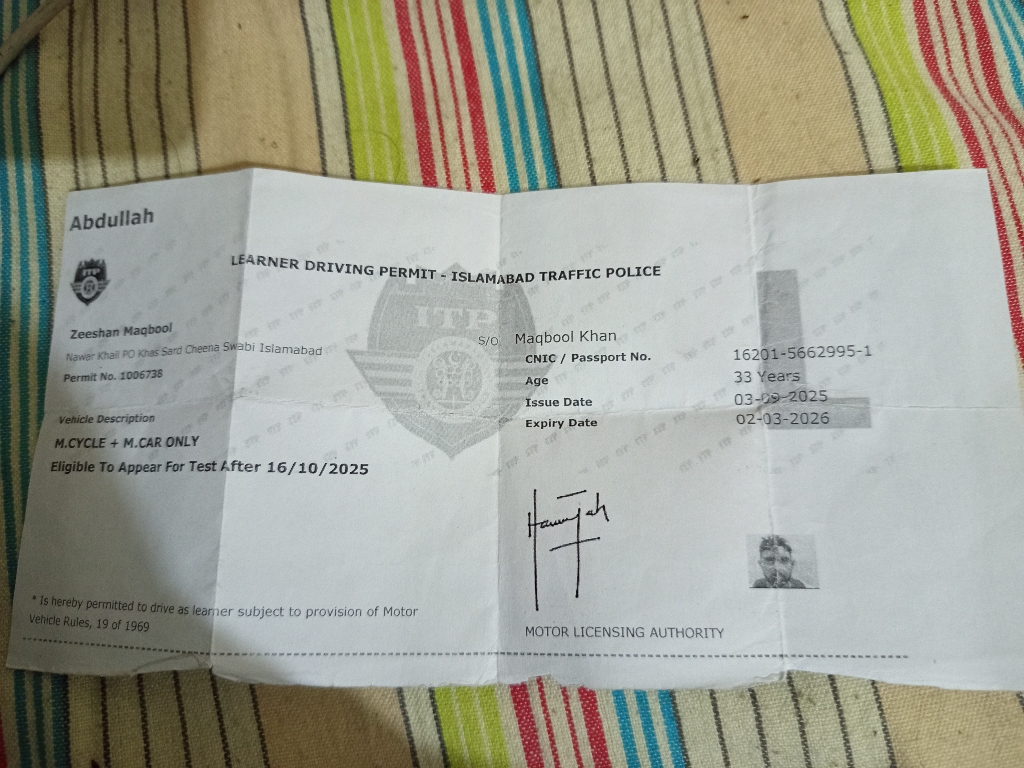 Abdullah
ITP
LEARNER DRIVING PERMIT - ISLAMABAD TRAFFIC POLICE
ITP
Zeeshan Maqbool S/O Maqbool Khan
Nawar Khali PO Khas Sard Cheena Swabi Islamabad
CNIC / Passport No. 16201-5662995-1
Permit No. 1006738
Age 33 Years
Issue Date 03-09-2025
Vehicle Description
Expiry Date 02-03-2026
M.CYCLE + M.CAR ONLY
Eligible To Appear For Test After 16/10/2025
* Is hereby permitted to drive as learner subject to provision of Motor
Vehicle Rules, 19 of 1969
MOTOR LICENSING AUTHORITY